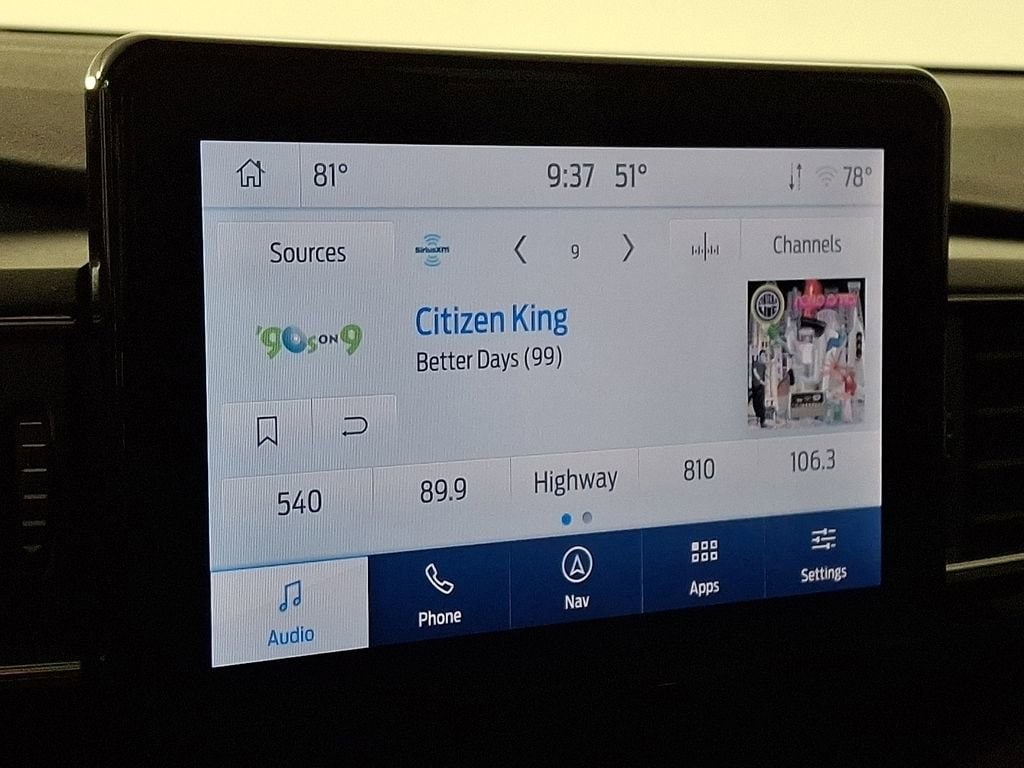 81° 9:37 51° 78°
Sources SiriusXM 9 Channels
'90s ON 9
Citizen King
Better Days (99)
540 89.9 Highway 810 106.3
Audio Phone Nav Apps Settings